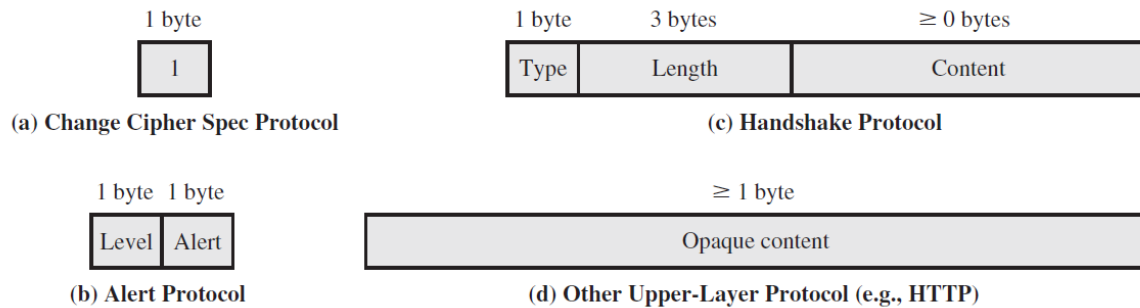 1 byte
1
(a) Change Cipher Spec Protocol
1 byte 3 bytes ≥ 0 bytes
Type Length Content
(c) Handshake Protocol
1 byte 1 byte
Level Alert
(b) Alert Protocol
≥ 1 byte
Opaque content
(d) Other Upper-Layer Protocol (e.g., HTTP)